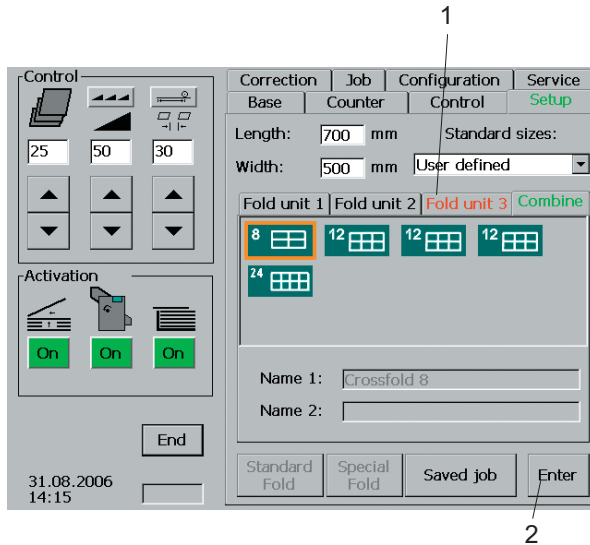 1
Control
25 50 30
Activation
On On On
End
31.08.2006
14:15
Correction Job Configuration Service
Base Counter Control Setup
Length: 700 mm Standard sizes:
Width: 500 mm User defined
Fold unit 1 Fold unit 2 Fold unit 3 Combine
8 12 12 12
24
Name 1: Crossfold 8
Name 2:
Standard Fold Special Fold Saved job Enter
2